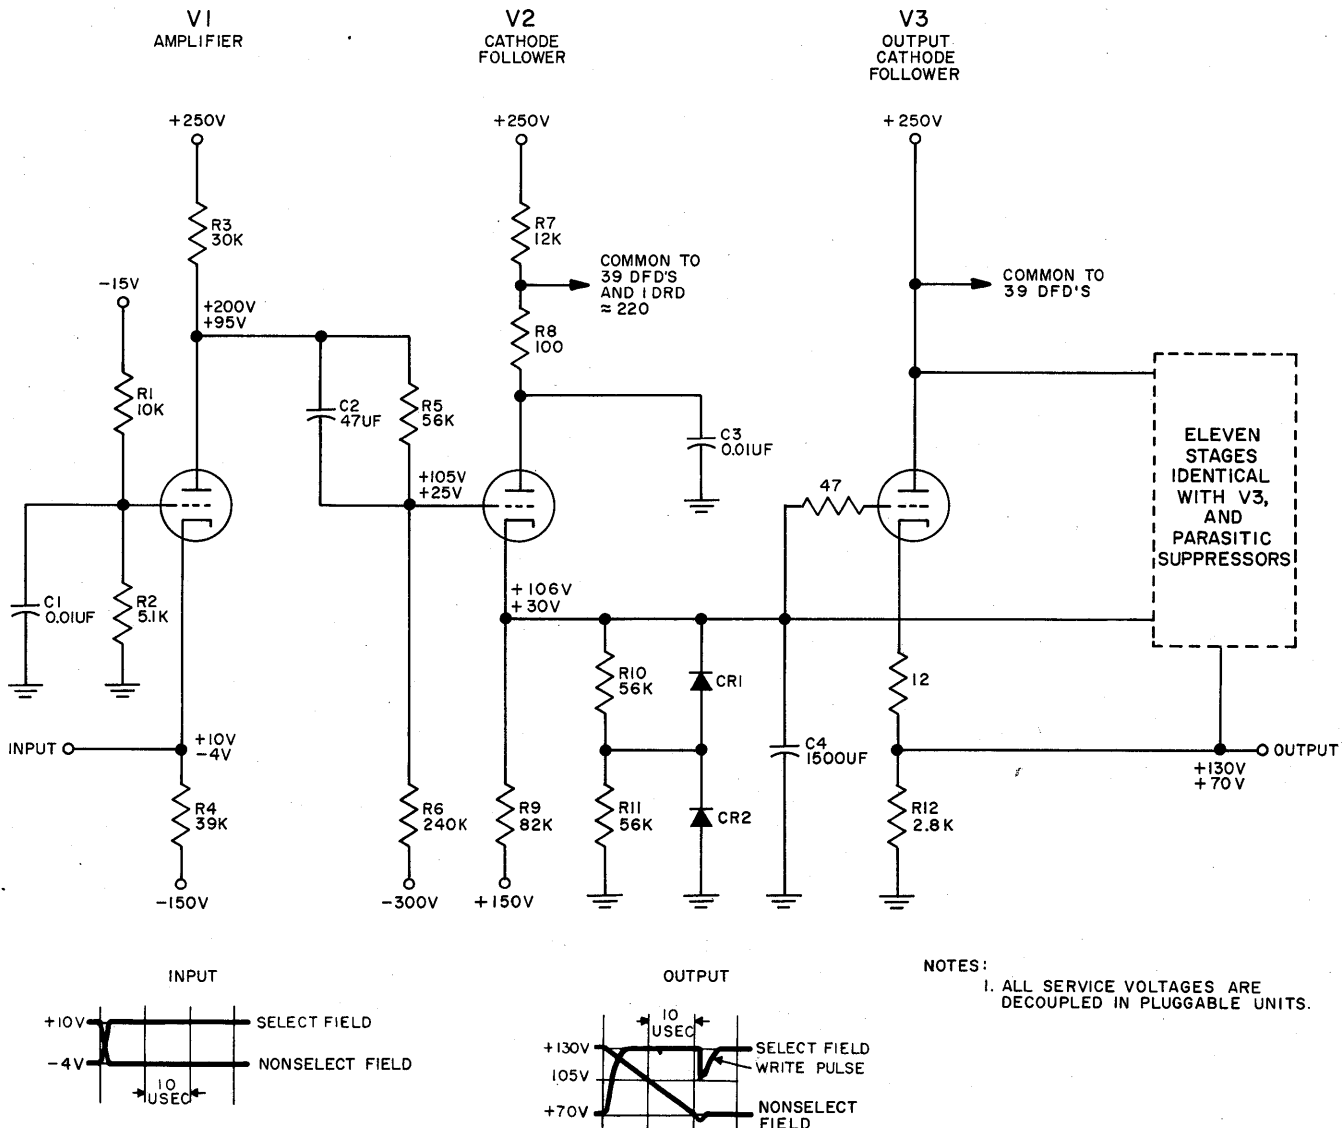 V1
AMPLIFIER
V2
CATHODE
FOLLOWER
V3
OUTPUT
CATHODE
FOLLOWER
+250V
+250V
+250V
R3
30K
R7
12K
COMMON TO
39 DFD'S
AND 1 DRD
≈ 220
COMMON TO
39 DFD'S
-15V
+200V
+95V
R8
100
R1
10K
C2
47UF
R5
56K
C3
0.01UF
ELEVEN
STAGES
IDENTICAL
WITH V3,
AND
PARASITIC
SUPPRESSORS
+105V
+25V
47
C1
0.01UF
R2
5.1K
+106V
+30V
R10
56K
CR1
12
INPUT
+10V
-4V
C4
1500UF
OUTPUT
+130V
+70V
R4
39K
R6
240K
R9
82K
R11
56K
CR2
R12
2.8K
-150V
-300V
+150V
INPUT
+10V
SELECT FIELD
-4V
NONSELECT FIELD
10
USEC
OUTPUT
10
USEC
+130V
SELECT FIELD
WRITE PULSE
105V
+70V
NONSELECT
FIELD
NOTES:
1. ALL SERVICE VOLTAGES ARE
DECOUPLED IN PLUGGABLE UNITS.